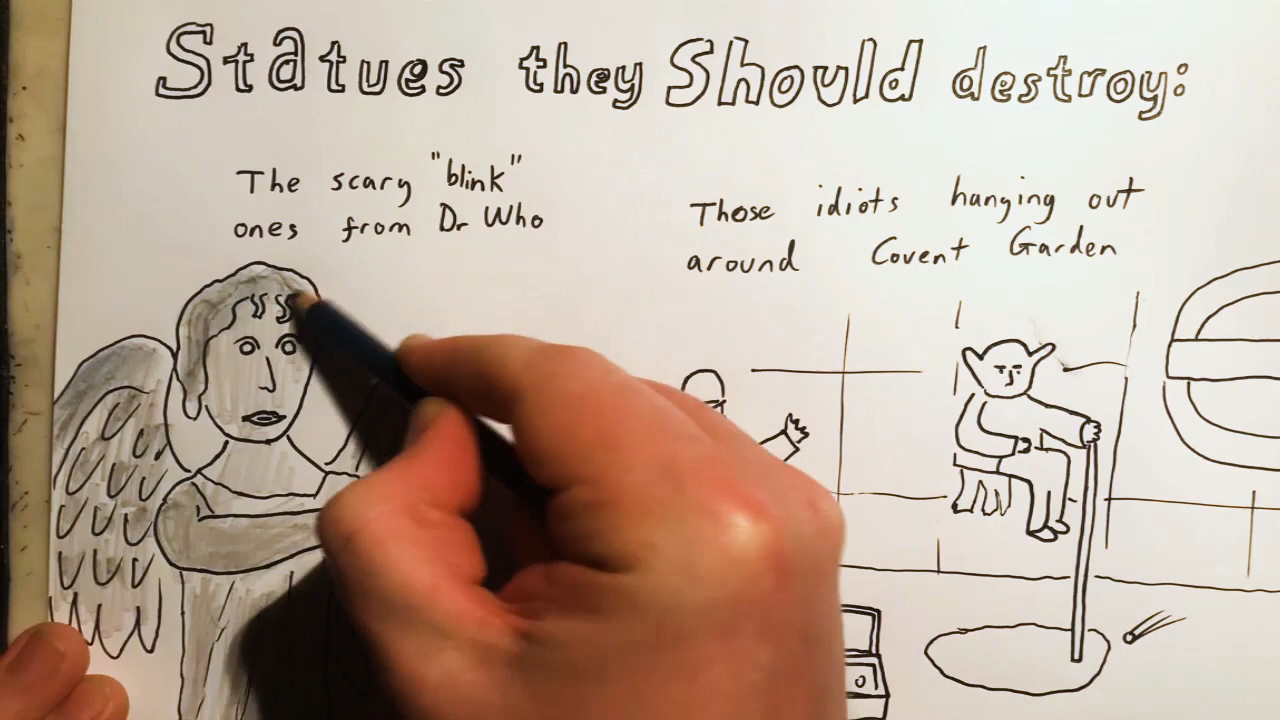 Statues they Should destroy:
The scary "blink"
ones from Dr Who
Those idiots hanging out
around Covent Garden